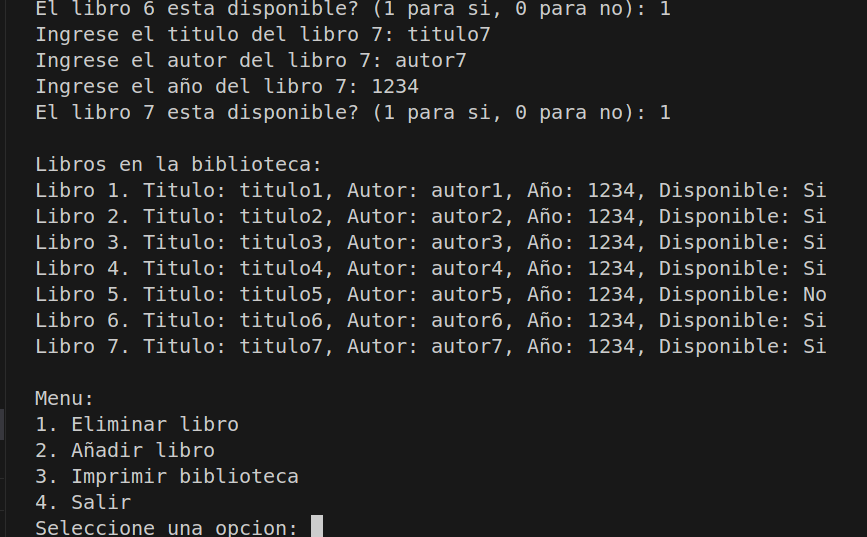 El libro 6 esta disponible? (1 para si, 0 para no): 1
Ingrese el titulo del libro 7: titulo7
Ingrese el autor del libro 7: autor7
Ingrese el año del libro 7: 1234
El libro 7 esta disponible? (1 para si, 0 para no): 1
Libros en la biblioteca:
Libro 1. Titulo: titulo1, Autor: autor1, Año: 1234, Disponible: Si
Libro 2. Titulo: titulo2, Autor: autor2, Año: 1234, Disponible: Si
Libro 3. Titulo: titulo3, Autor: autor3, Año: 1234, Disponible: Si
Libro 4. Titulo: titulo4, Autor: autor4, Año: 1234, Disponible: Si
Libro 5. Titulo: titulo5, Autor: autor5, Año: 1234, Disponible: No
Libro 6. Titulo: titulo6, Autor: autor6, Año: 1234, Disponible: Si
Libro 7. Titulo: titulo7, Autor: autor7, Año: 1234, Disponible: Si
Menu:
1. Eliminar libro
2. Añadir libro
3. Imprimir biblioteca
4. Salir
Seleccione una opcion: